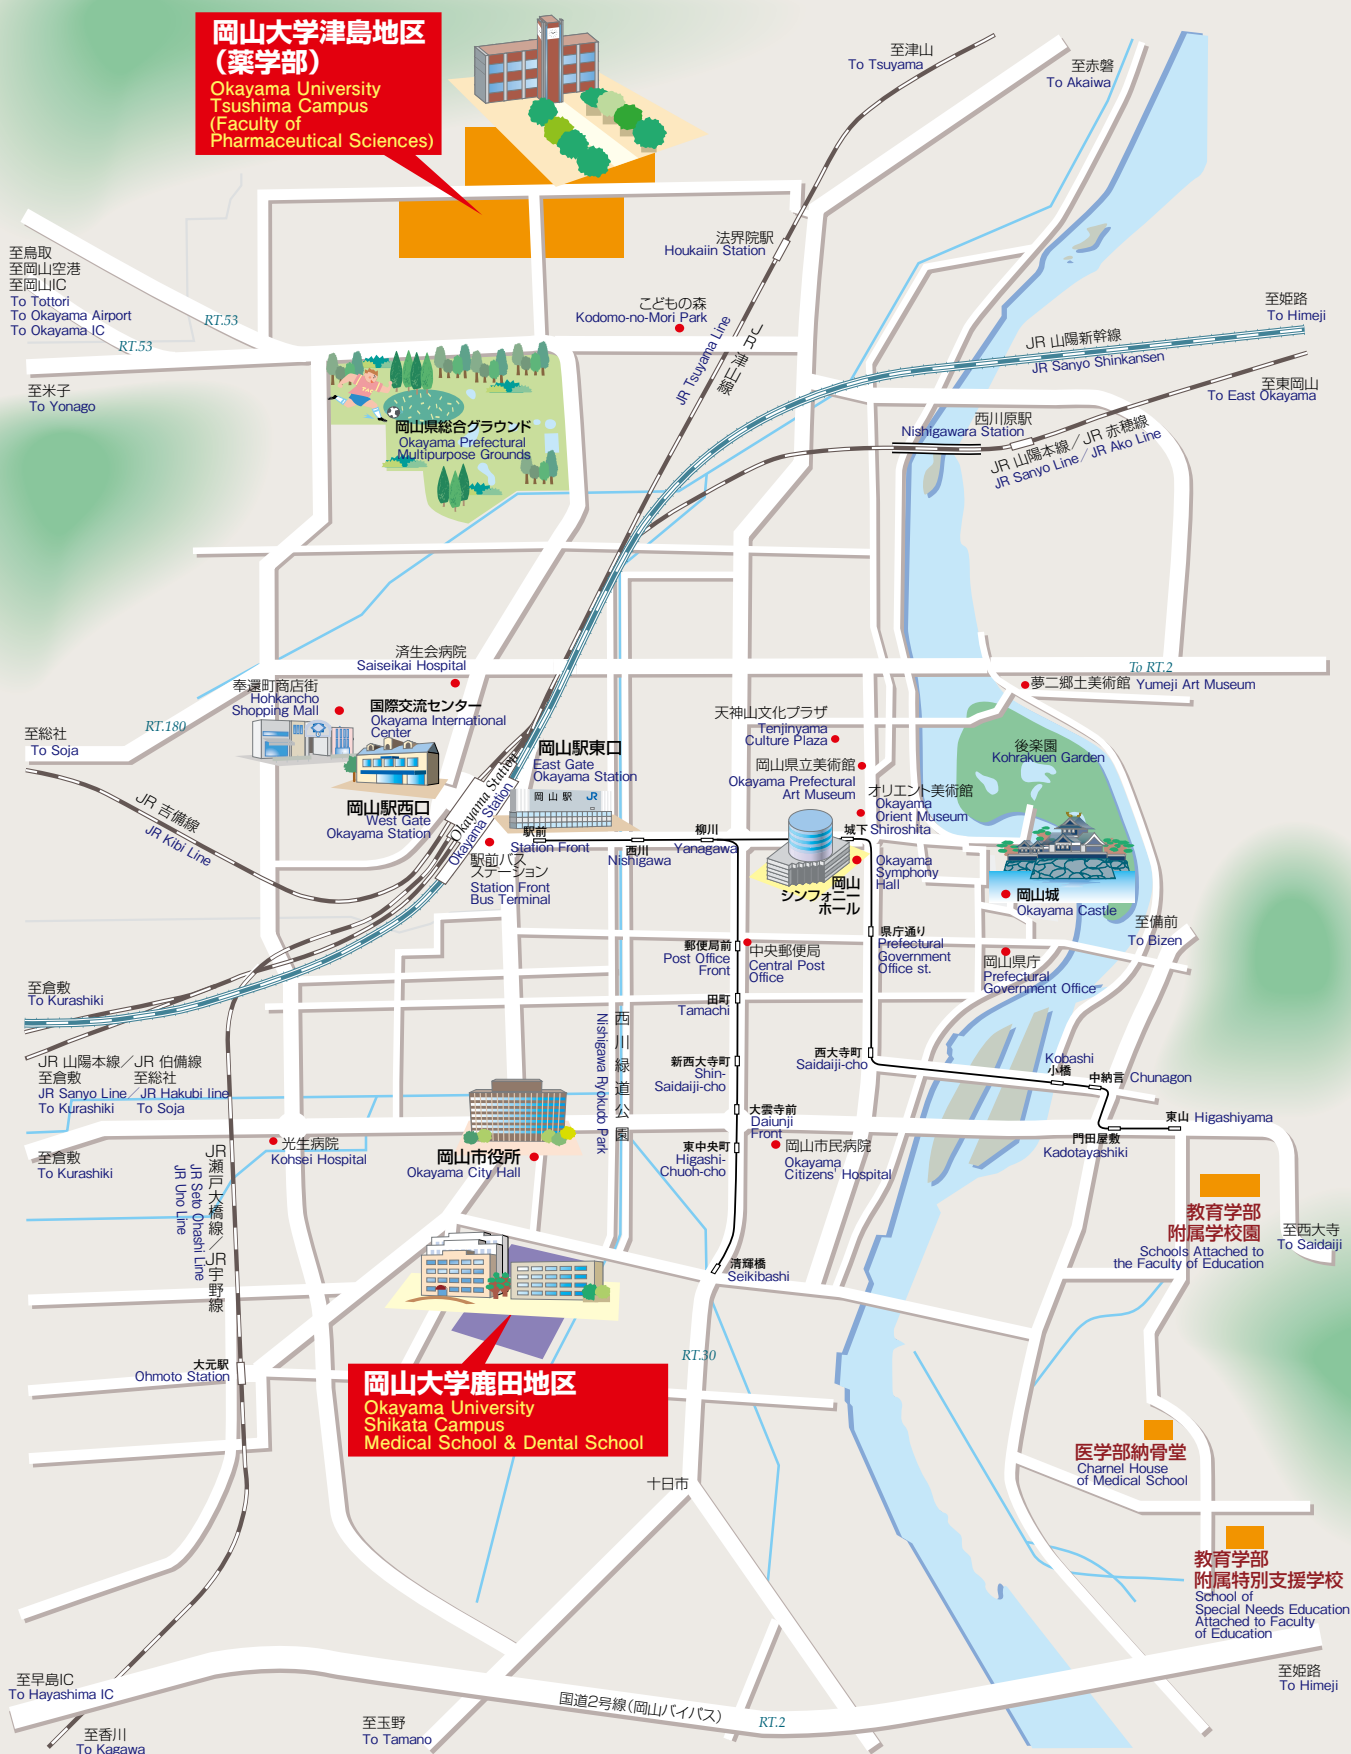 岡山大学津島地区
（薬学部）
Okayama University
Tsushima Campus
(Faculty of
Pharmaceutical Sciences)
至津山
To Tsuyama
至赤磐
To Akaiwa
法界院駅
Houkaiin Station
至鳥取
至岡山空港
至岡山IC
To Tottori
To Okayama Airport
To Okayama IC
RT.53
RT.53
こどもの森
Kodomo-no-Mori Park
JR Tsuyama Line
JR 津山線
至姫路
To Himeji
JR 山陽新幹線
JR Sanyo Shinkansen
至米子
To Yonago
至東岡山
To East Okayama
西川原駅
Nishigawara Station
JR 山陽本線／JR 赤穂線
JR Sanyo Line／JR Ako Line
岡山県総合グラウンド
Okayama Prefectural
Multipurpose Grounds
済生会病院
Saiseikai Hospital
To RT.2
夢二郷土美術館 Yumeji Art Museum
奉還町商店街
Hohkancho
Shopping Mall
国際交流センター
Okayama International
Center
RT.180
至総社
To Soja
天神山文化プラザ
Tenjinyama
Culture Plaza
岡山駅東口
East Gate
Okayama Station
後楽園
Kohrakuen Garden
岡山県立美術館
Okayama Prefectural
Art Museum
オリエント美術館
Okayama
Orient Museum
岡山駅
JR
Okayama Station
Okayama Station
岡山駅西口
West Gate
Okayama Station
JR 吉備線
JR Kibi Line
駅前
Station Front
西川
Nishigawa
柳川
Yanagawa
城下 Shiroshita
駅前バス
ステーション
Station Front
Bus Terminal
岡山
シンフォニー
ホール
Okayama
Symphony
Hall
岡山城
Okayama Castle
至備前
To Bizen
郵便局前
Post Office
Front
中央郵便局
Central Post
Office
県庁通り
Prefectural
Government
Office st.
岡山県庁
Prefectural
Government Office
至倉敷
To Kurashiki
田町
Tamachi
西川緑道公園
Nishigawa Ryokudo Park
JR 山陽本線／JR 伯備線
至倉敷 至総社
JR Sanyo Line／JR Hakubi line
To Kurashiki To Soja
新西大寺町
Shin-
Saidaiji-cho
西大寺町
Saidaiji-cho
Kobashi
小橋
中納言 Chunagon
大雲寺前
Daiunji
Front
東山 Higashiyama
門田屋敷
Kadotayashiki
光生病院
Kohsei Hospital
至倉敷
To Kurashiki
岡山市役所
Okayama City Hall
東中央町
Higashi-
Chuoh-cho
岡山市民病院
Okayama
Citizens' Hospital
JR 瀬戸大橋線／JR 宇野線
JR Seto Ohashi Line
JR Uno Line
教育学部
附属学校園
Schools Attached to
the Faculty of Education
至西大寺
To Saidaiji
清輝橋
Seikibashi
大元駅
Ohmoto Station
RT.30
岡山大学鹿田地区
Okayama University
Shikata Campus
Medical School & Dental School
医学部納骨堂
Charnel House
of Medical School
十日市
教育学部
附属特別支援学校
School of
Special Needs Education
Attached to Faculty
of Education
至早島IC
To Hayashima IC
国道2号線（岡山バイパス）
RT.2
至姫路
To Himeji
至香川
To Kagawa
至玉野
To Tamano